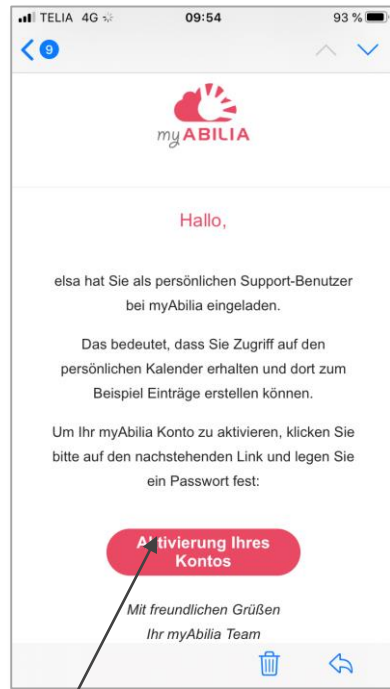 TELIA 4G 09:54 93 %
9
my ABILIA
Hallo,
elsa hat Sie als persönlichen Support-Benutzer
bei myAbilia eingeladen.
Das bedeutet, dass Sie Zugriff auf den
persönlichen Kalender erhalten und dort zum
Beispiel Einträge erstellen können.
Um Ihr myAbilia Konto zu aktivieren, klicken Sie
bitte auf den nachstehenden Link und legen Sie
ein Passwort fest:
Aktivierung Ihres
Kontos
Mit freundlichen Grüßen
Ihr myAbilia Team